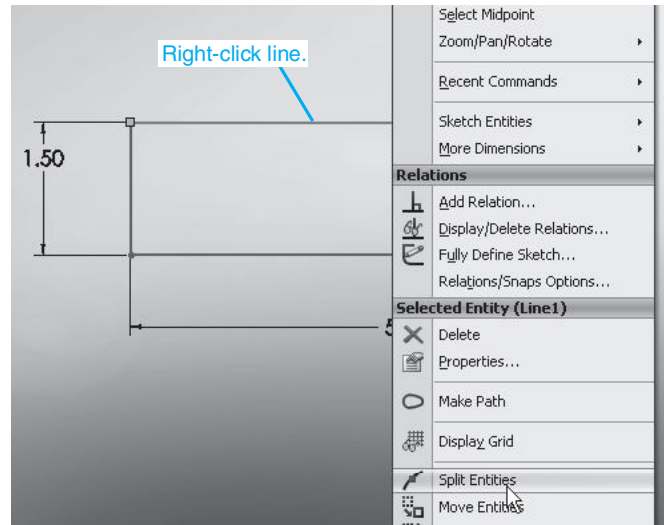 Right-click line.
1.50
5
Select Midpoint
Zoom/Pan/Rotate
Recent Commands
Sketch Entities
More Dimensions
Relations
Add Relation...
Display/Delete Relations...
Fully Define Sketch...
Relations/Snaps Options...
Selected Entity (Line1)
Delete
Properties...
Make Path
Display Grid
Split Entities
Move Entities